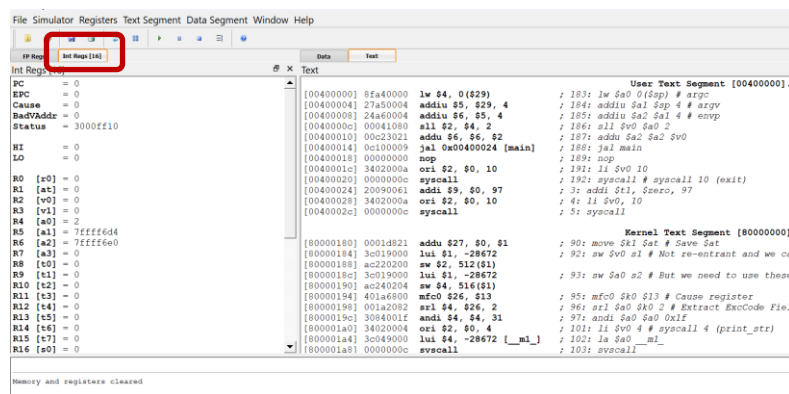 File Simulator Registers Text Segment Data Segment Window Help
FP Regs Int Regs [16]
Data Text
Int Regs [16]
Text
PC = 0
EPC = 0
Cause = 0
BadVAddr = 0
Status = 3000ff10
HI = 0
LO = 0
R0 [r0] = 0
R1 [at] = 0
R2 [v0] = 0
R3 [v1] = 0
R4 [a0] = 2
R5 [a1] = 7ffff6d4
R6 [a2] = 7ffff6e0
R7 [a3] = 0
R8 [t0] = 0
R9 [t1] = 0
R10 [t2] = 0
R11 [t3] = 0
R12 [t4] = 0
R13 [t5] = 0
R14 [t6] = 0
R15 [t7] = 0
R16 [s0] = 0
User Text Segment [00400000].
[00400000] 8fa40000 lw $4, 0($29) ; 183: lw $a0 0($sp) # argc
[00400004] 27a50004 addiu $5, $29, 4 ; 184: addiu $a1 $sp 4 # argv
[00400008] 24a60004 addiu $6, $5, 4 ; 185: addiu $a2 $a1 4 # envp
[0040000c] 00041080 sll $2, $4, 2 ; 186: sll $v0 $a0 2
[00400010] 00c23021 addu $6, $6, $2 ; 187: addu $a2 $a2 $v0
[00400014] 0c100009 jal 0x00400024 [main] ; 188: jal main
[00400018] 00000000 nop ; 189: nop
[0040001c] 3402000a ori $2, $0, 10 ; 191: li $v0 10
[00400020] 0000000c syscall ; 192: syscall # syscall 10 (exit)
[00400024] 20090061 addi $9, $0, 97 ; 3: addi $t1, $zero, 97
[00400028] 3402000a ori $2, $0, 10 ; 4: li $v0, 10
[0040002c] 0000000c syscall ; 5: syscall
Kernel Text Segment [80000000]
[80000180] 0001d821 addu $27, $0, $1 ; 90: move $k1 $at # Save $at
[80000184] 3c019000 lui $1, -28672 ; 92: sw $v0 s1 # Not re-entrant and we ca
[80000188] ac220200 sw $2, 512($1)
[8000018c] 3c019000 lui $1, -28672 ; 93: sw $a0 s2 # But we need to use these
[80000190] ac240204 sw $4, 516($1)
[80000194] 401a6800 mfc0 $26, $13 ; 95: mfc0 $k0 $13 # Cause register
[80000198] 001a2082 srl $4, $26, 2 ; 96: srl $a0 $k0 2 # Extract ExcCode Fie
[8000019c] 3084001f andi $4, $4, 31 ; 97: andi $a0 $a0 0x1f
[800001a0] 34020004 ori $2, $0, 4 ; 101: li $v0 4 # syscall 4 (print_str)
[800001a4] 3c049000 lui $4, -28672 [__m1_] ; 102: la $a0 __m1_
[800001a8] 0000000c syscall ; 103: syscall
Memory and registers cleared